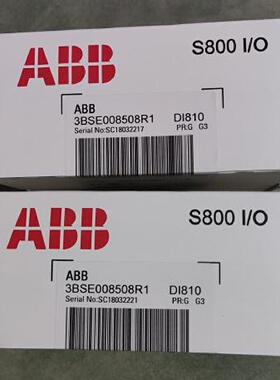 ABB
S800 I/O
ABB
3BSE008508R1 DI810
Serial No:SC18032217 PR:G G3
ABB
S800 I/O
ABB
3BSE008508R1 DI810
Serial No:SC18032221 PR:G G3